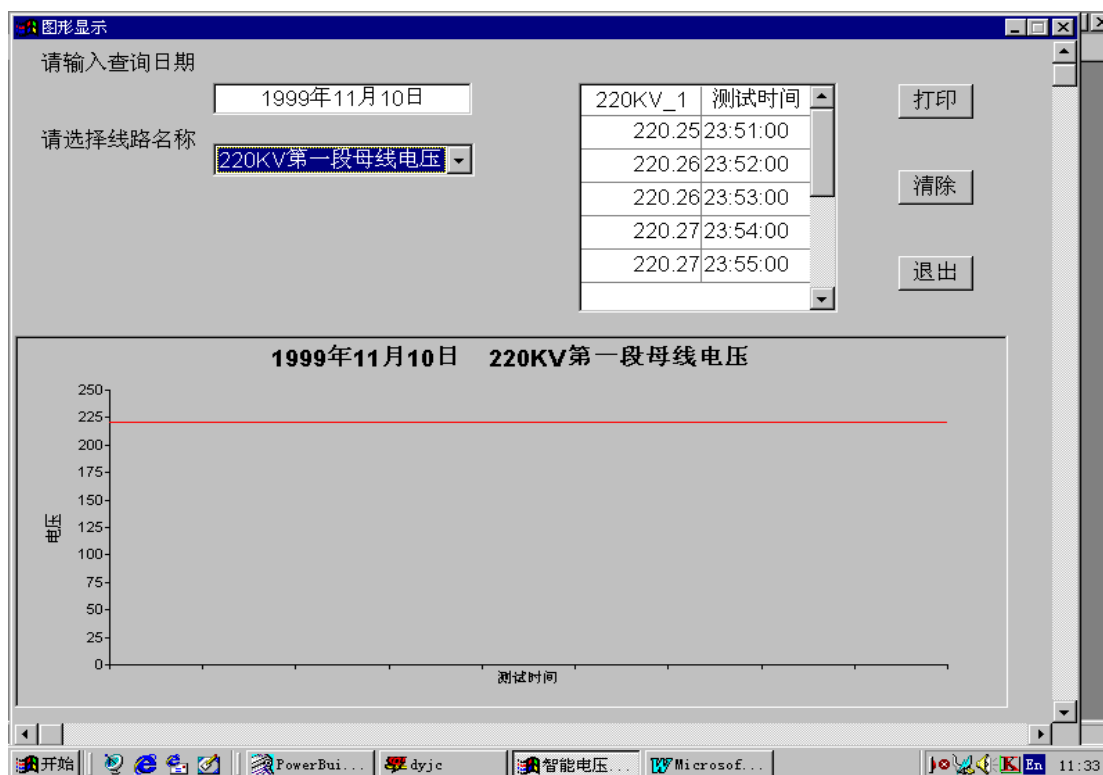 图形显示
请输入查询日期
1999年11月10日
请选择线路名称
220KV第一段母线电压
220KV_1 测试时间
220.25 23:51:00
220.26 23:52:00
220.26 23:53:00
220.27 23:54:00
220.27 23:55:00
打印
清除
退出
1999年11月10日 220KV第一段母线电压
250
225
200
175
150
125
100
75
50
25
0
电压
测试时间
开始 PowerBui... dyjc 智能电压... Microsof... En 11:33